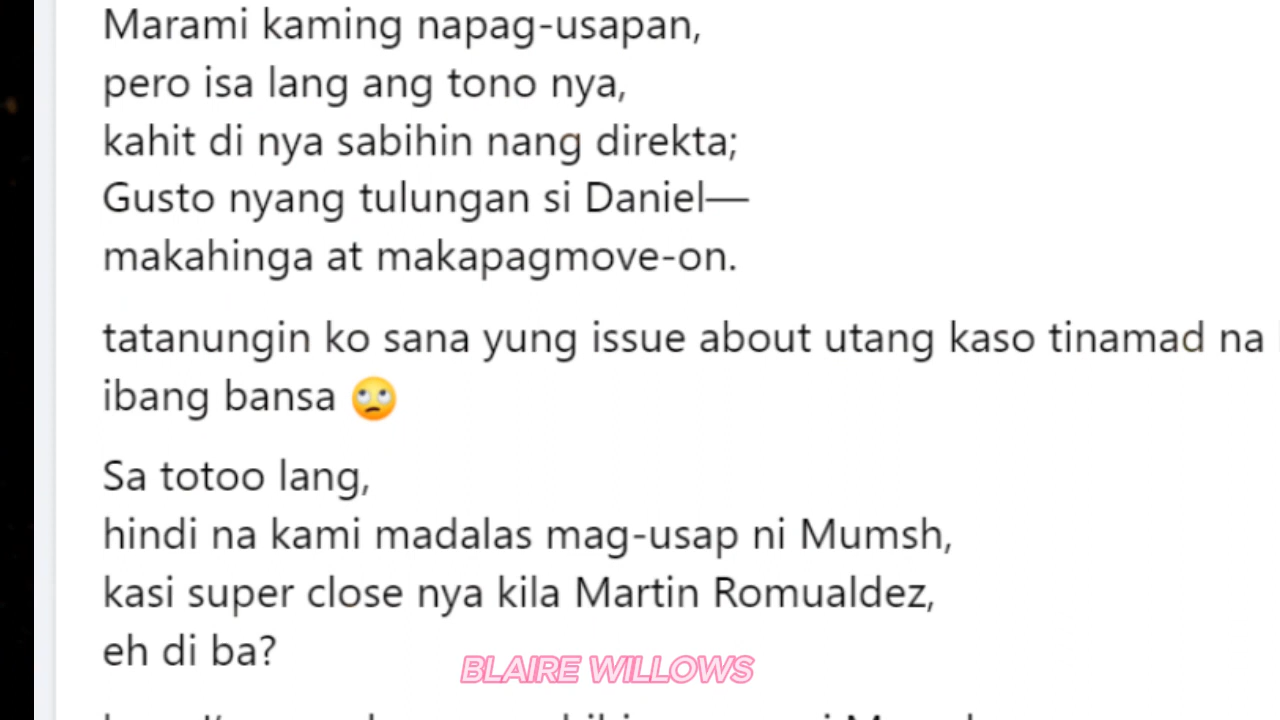 Marami kaming napag-usapan,
pero isa lang ang tono nya,
kahit di nya sabihin nang direkta;
Gusto nyang tulungan si Daniel—
makahinga at makapagmove-on.
tatanungin ko sana yung issue about utang kaso tinamad na
ibang bansa 🙄
Sa totoo lang,
hindi na kami madalas mag-usap ni Mumsh,
kasi super close nya kila Martin Romualdez,
eh di ba?
BLAIRE WILLOWS